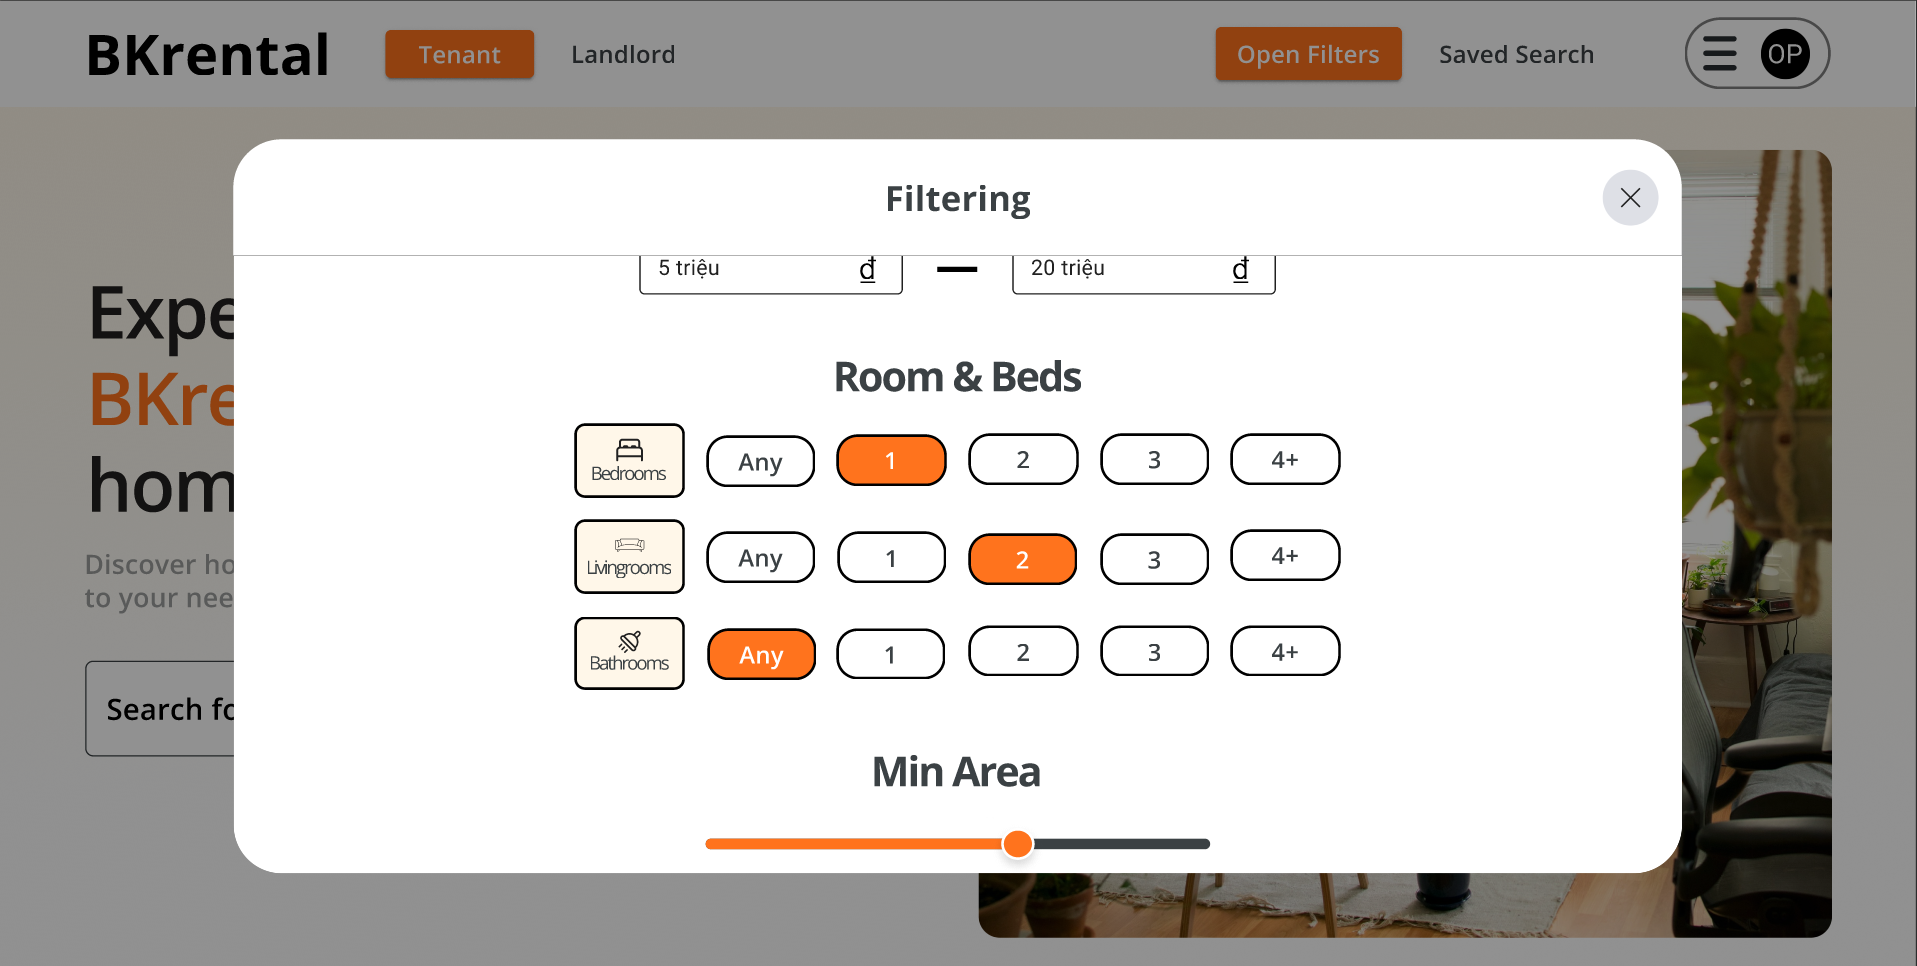 BKrental
Tenant
Landlord
Open Filters
Saved Search
OP
Filtering
5 triệu đ
20 triệu đ
Expe
BKre
hom
Discover ho
to your nee
Search fo
Room & Beds
Bedrooms Any 1 2 3 4+
Livingrooms Any 1 2 3 4+
Bathrooms Any 1 2 3 4+
Min Area